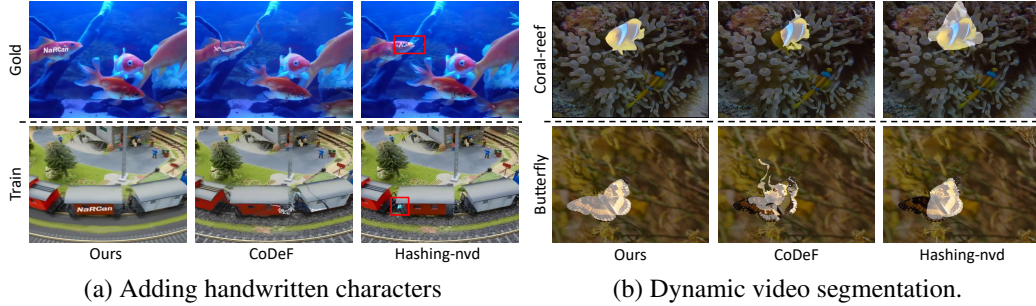 Gold
NaRCan
Coral-reef
Train
NaRCan
Butterfly
Ours
CoDeF
Hashing-nvd
Ours
CoDeF
Hashing-nvd
(a) Adding handwritten characters
(b) Dynamic video segmentation.